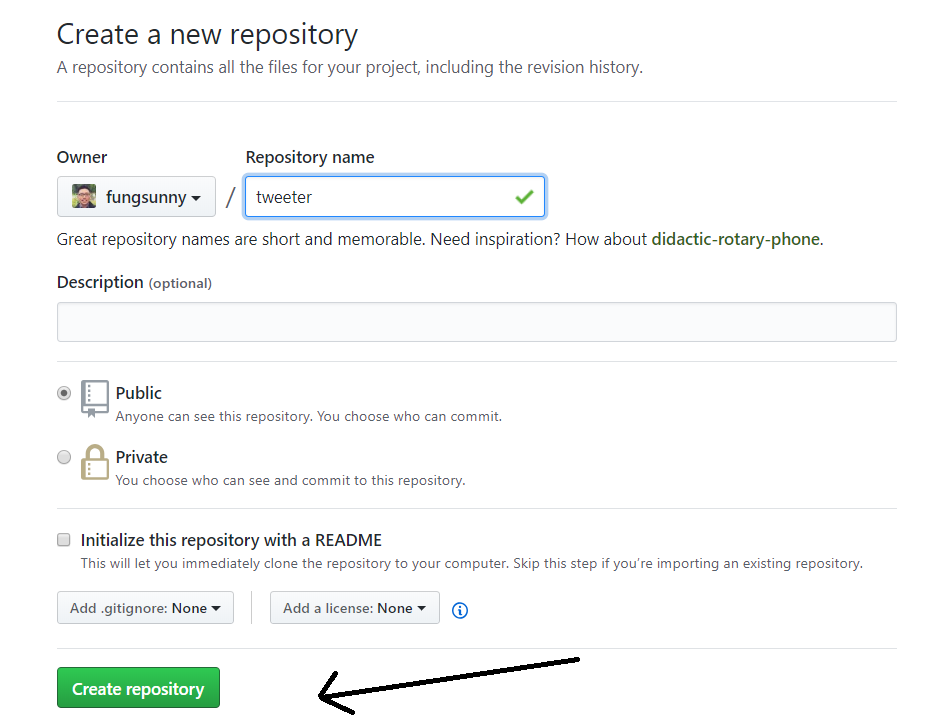 Create a new repository
A repository contains all the files for your project, including the revision history.
Owner
Repository name
fungsunny / tweeter
Great repository names are short and memorable. Need inspiration? How about didactic-rotary-phone.
Description (optional)
Public
Anyone can see this repository. You choose who can commit.
Private
You choose who can see and commit to this repository.
Initialize this repository with a README
This will let you immediately clone the repository to your computer. Skip this step if you’re importing an existing repository.
Add .gitignore: None
Add a license: None
Create repository